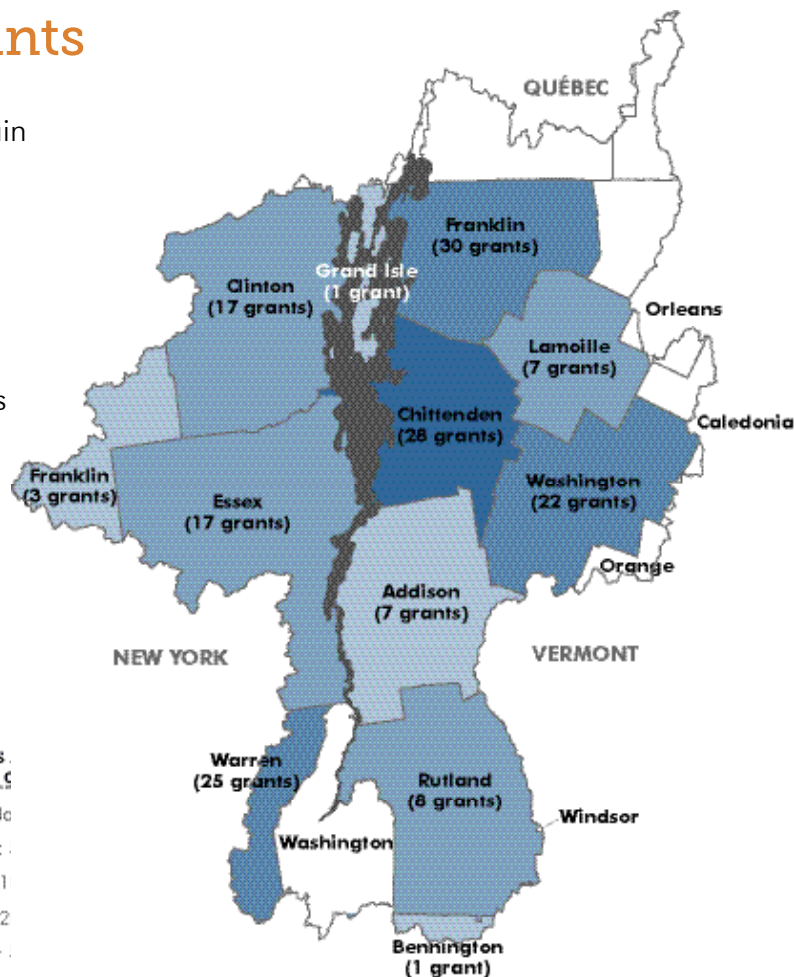 nts
in
s
QUÉBEC
Franklin
(30 grants)
Grand Isle
(1 grant)
Clinton
(17 grants)
Orleans
Lamoille
(7 grants)
Chittenden
(28 grants)
Caledonia
Franklin
(3 grants)
Essex
(17 grants)
Washington
(22 grants)
Orange
Addison
(7 grants)
NEW YORK
VERMONT
Warren
(25 grants)
Rutland
(8 grants)
Windsor
Washington
Bennington
(1 grant)